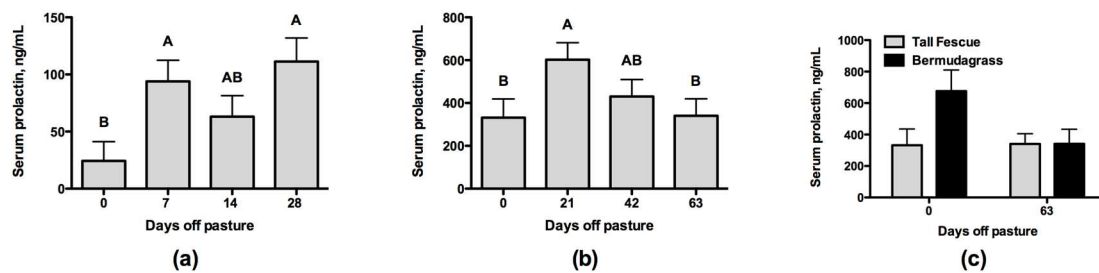 Serum prolactin, ng/mL
150
100
50
0
B
A
AB
A
0 7 14 28
Days off pasture
(a)
Serum prolactin, ng/mL
800
600
400
200
0
B
A
AB
B
0 21 42 63
Days off pasture
(b)
Serum prolactin, ng/mL
1000
800
600
400
200
0
Tall Fescue
Bermudagrass
0 63
Days off pasture
(c)